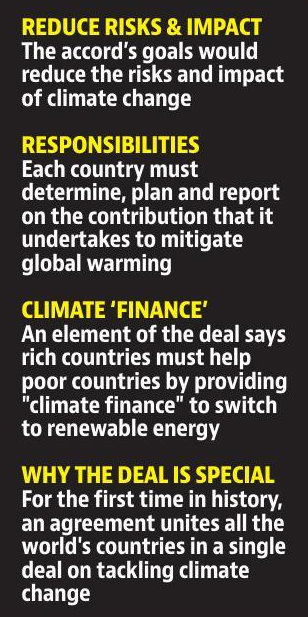 REDUCE RISKS & IMPACT
The accord's goals would
reduce the risks and impact
of climate change
RESPONSIBILITIES
Each country must
determine, plan and report
on the contribution that it
undertakes to mitigate
global warming
CLIMATE ‘FINANCE’
An element of the deal says
rich countries must help
poor countries by providing
"climate finance" to switch
to renewable energy
WHY THE DEAL IS SPECIAL
For the first time in history,
an agreement unites all the
world's countries in a single
deal on tackling climate
change